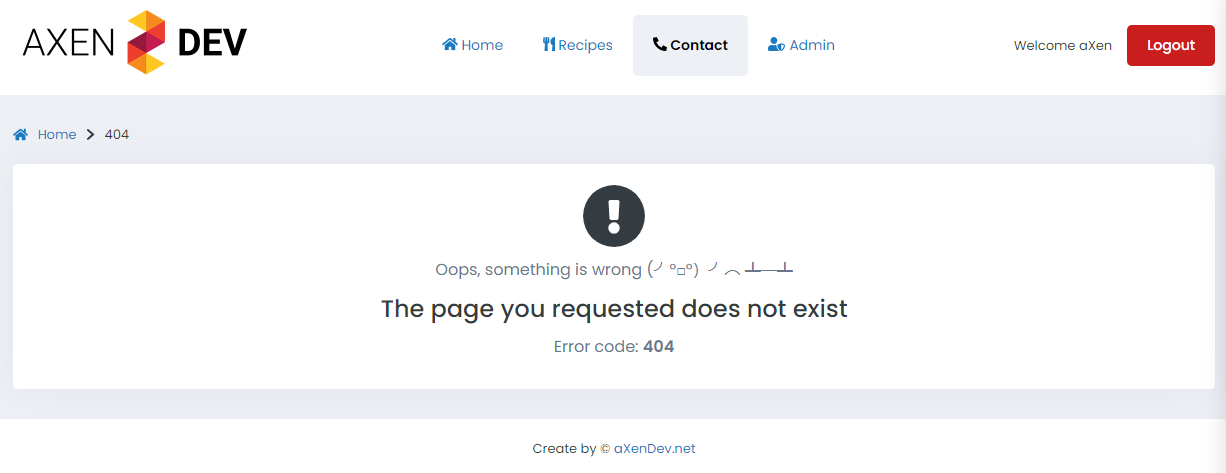 AXEN DEV
Home Recipes Contact Admin
Welcome aXen Logout
Home > 404
Oops, something is wrong (╯°□°)╯︵ ┻━┻
The page you requested does not exist
Error code: 404
Create by © aXenDev.net